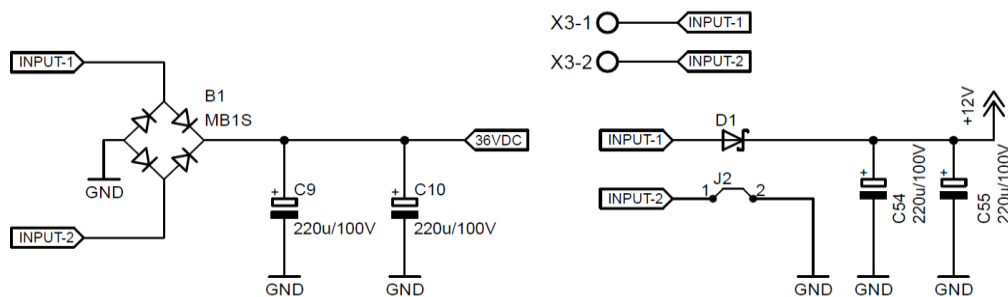 X3-1
INPUT-1
X3-2
INPUT-2
INPUT-1
B1
MB1S
36VDC
GND
+
C9
220u/100V
+
C10
220u/100V
INPUT-2
GND
GND
+12V
D1
INPUT-1
J2
INPUT-2
1
2
+
C54
220u/100V
+
C55
220u/100V
GND
GND
GND